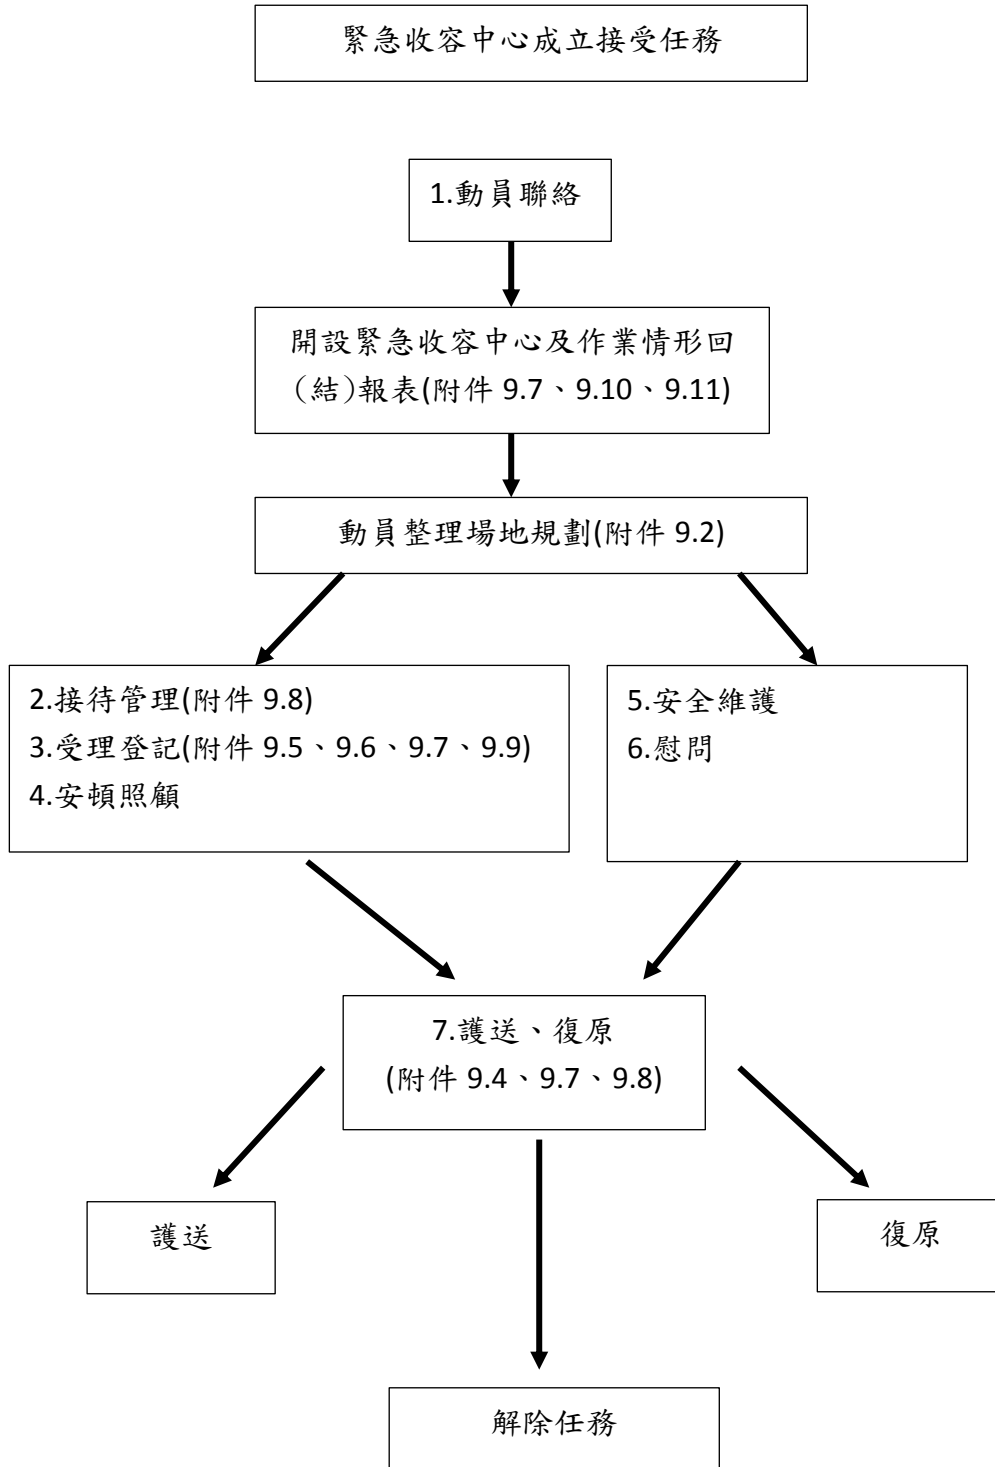 緊急收容中心成立接受任務
1.動員聯絡
開設緊急收容中心及作業情形回
(結)報表(附件 9.7、9.10、9.11)
動員整理場地規劃(附件 9.2)
2.接待管理(附件 9.8)
3.受理登記(附件 9.5、9.6、9.7、9.9)
4.安頓照顧
5.安全維護
6.慰問
7.護送、復原
(附件 9.4、9.7、9.8)
護送
復原
解除任務